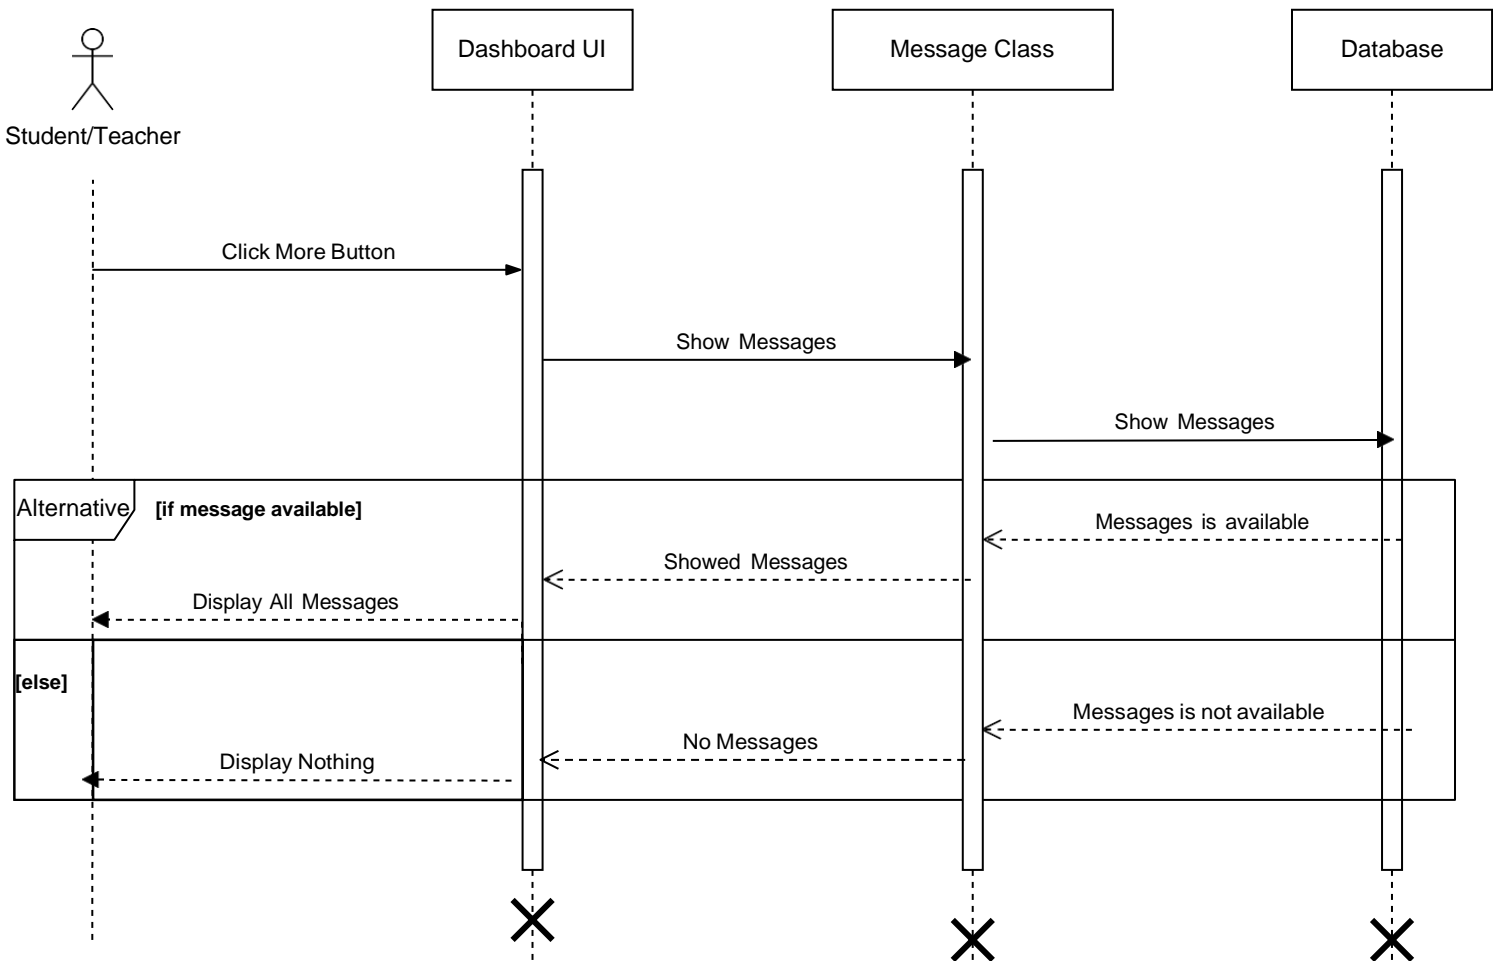 Dashboard UI
Message Class
Database
Student/Teacher
Click More Button
Show Messages
Show Messages
Alternative
[if message available]
Messages is available
Showed Messages
Display All Messages
[else]
Messages is not available
No Messages
Display Nothing